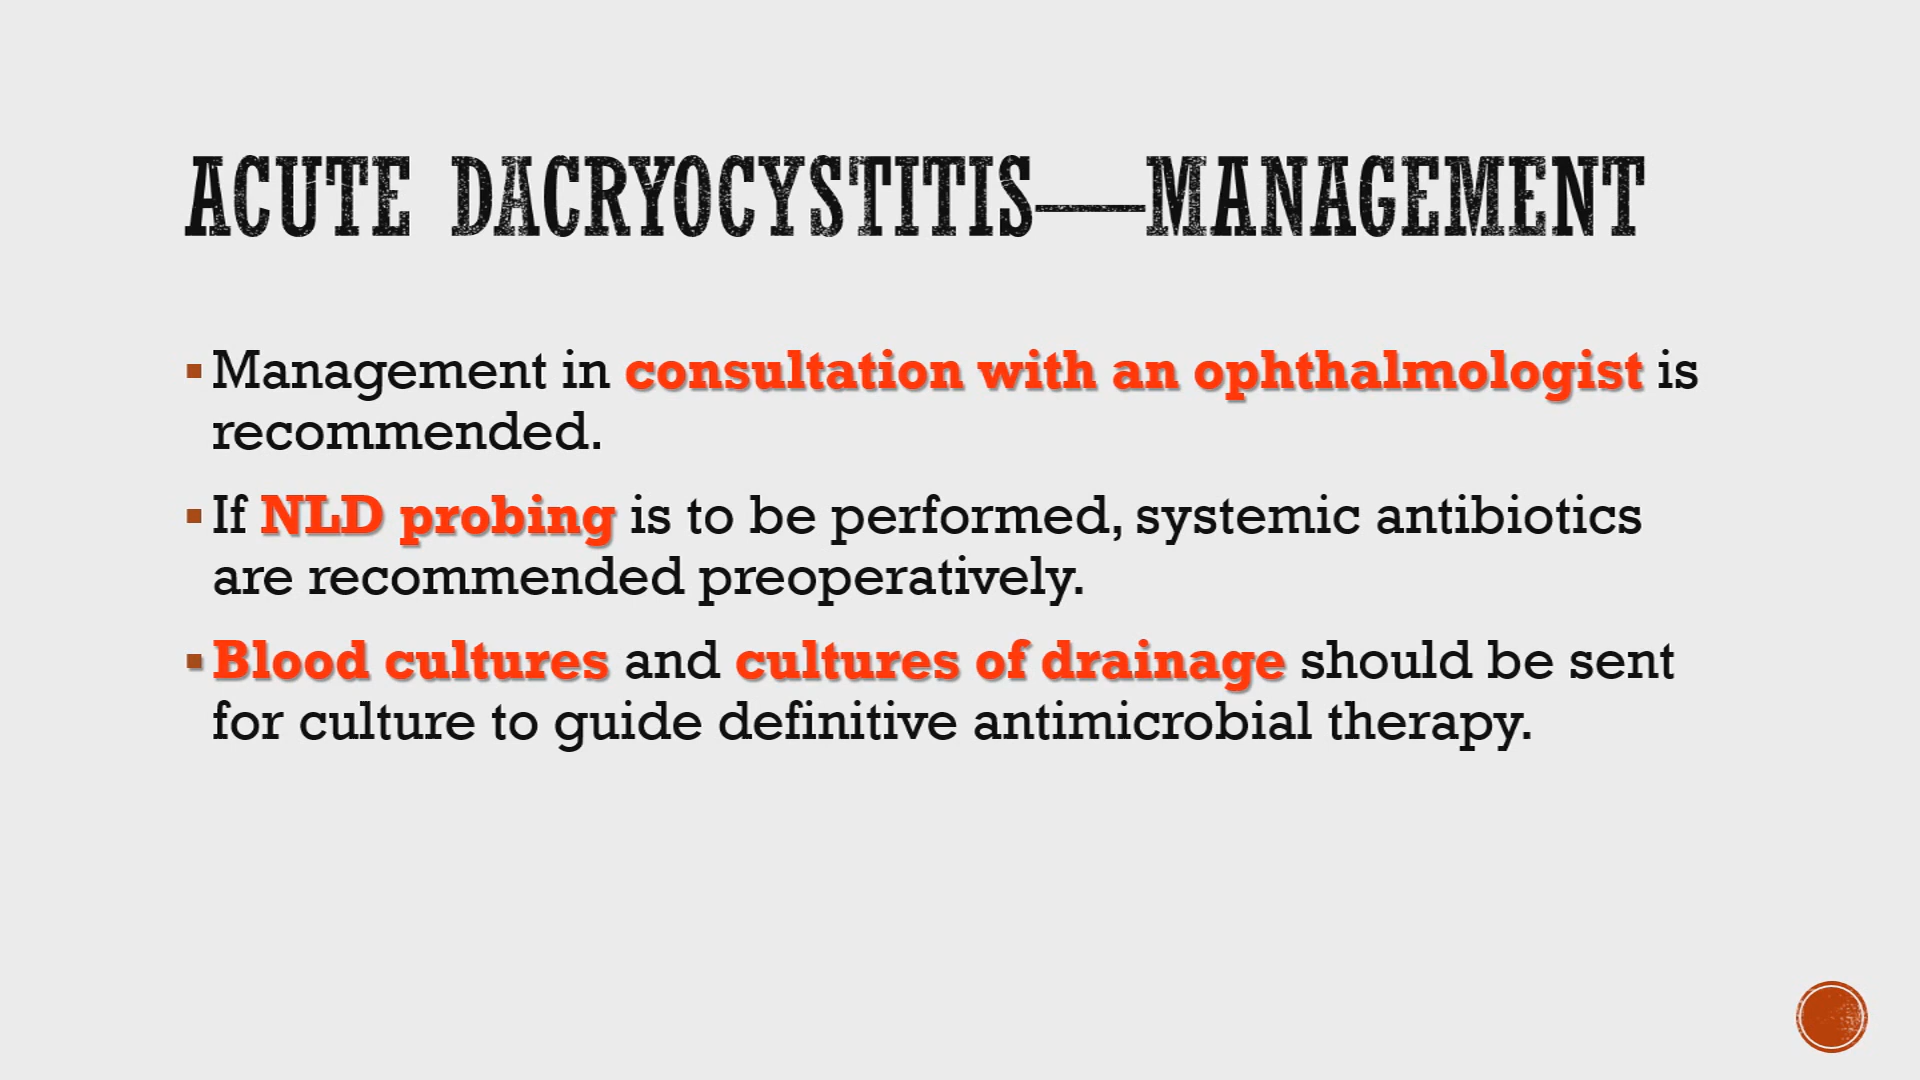 ACUTE DACRYOCYSTITIS—MANAGEMENT
▪ Management in consultation with an ophthalmologist is
recommended.
▪ If NLD probing is to be performed, systemic antibiotics
are recommended preoperatively.
▪ Blood cultures and cultures of drainage should be sent
for culture to guide definitive antimicrobial therapy.